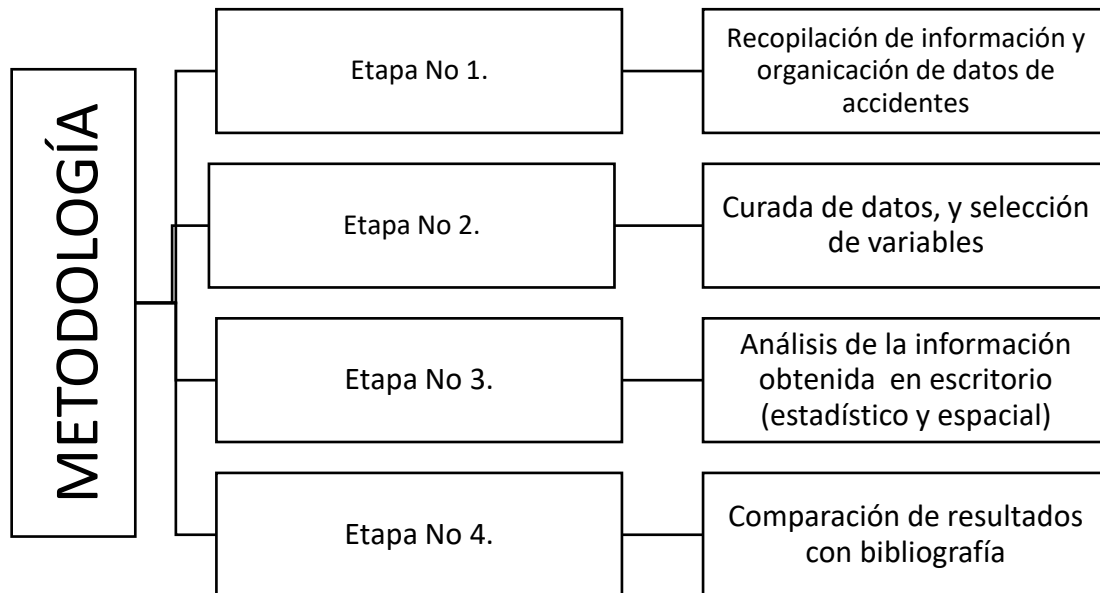 METODOLOGÍA
Etapa No 1.
Recopilación de información y
organicación de datos de
accidentes
Etapa No 2.
Curada de datos, y selección
de variables
Etapa No 3.
Análisis de la información
obtenida en escritorio
(estadístico y espacial)
Etapa No 4.
Comparación de resultados
con bibliografía